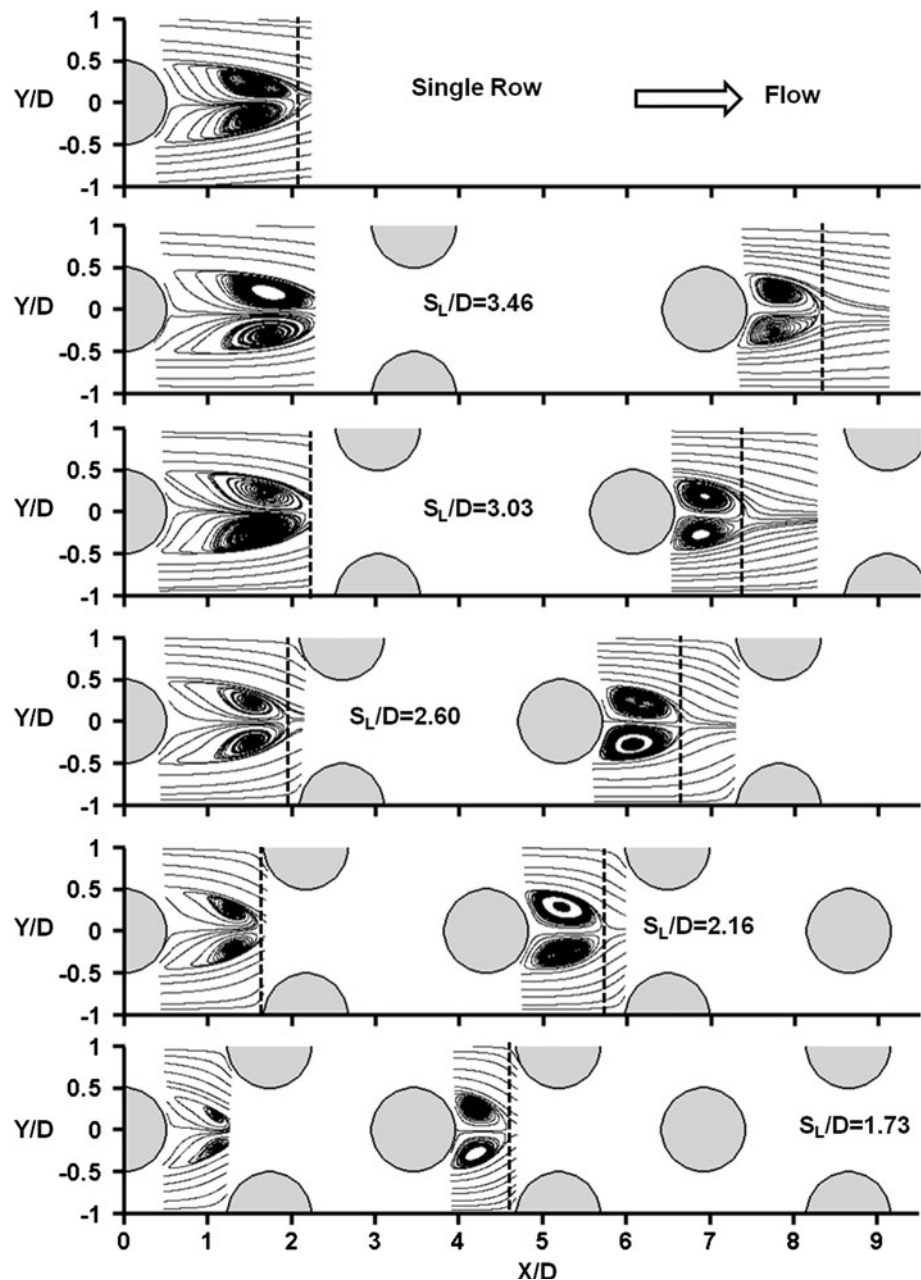 1
0.5
Y/D
0
-0.5
-1
Single Row
Flow
1
0.5
Y/D
0
-0.5
-1
S_L/D=3.46
1
0.5
Y/D
0
-0.5
-1
S_L/D=3.03
1
0.5
Y/D
0
-0.5
-1
S_L/D=2.60
1
0.5
Y/D
0
-0.5
-1
S_L/D=2.16
1
0.5
Y/D
0
-0.5
-1
S_L/D=1.73
0 1 2 3 4 5 6 7 8 9
X/D